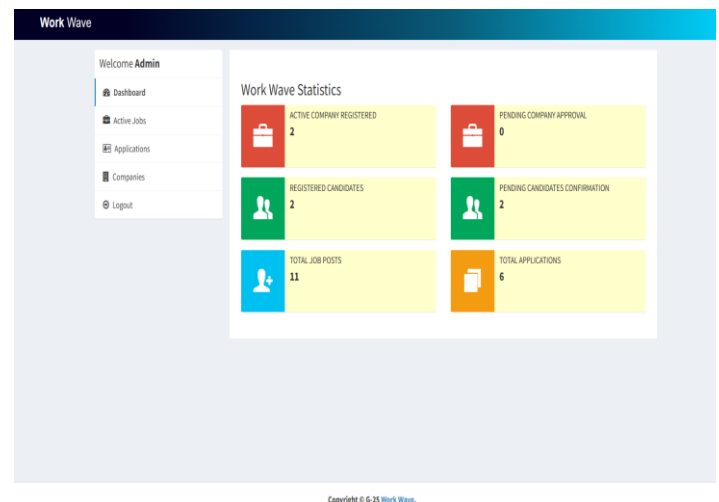 Work Wave
Welcome Admin
Dashboard
Active Jobs
Applications
Companies
Logout
Work Wave Statistics
ACTIVE COMPANY REGISTERED
2
PENDING COMPANY APPROVAL
0
REGISTERED CANDIDATES
2
PENDING CANDIDATES CONFIRMATION
2
TOTAL JOB POSTS
11
TOTAL APPLICATIONS
6
Copyright © G-25 Work Wave.